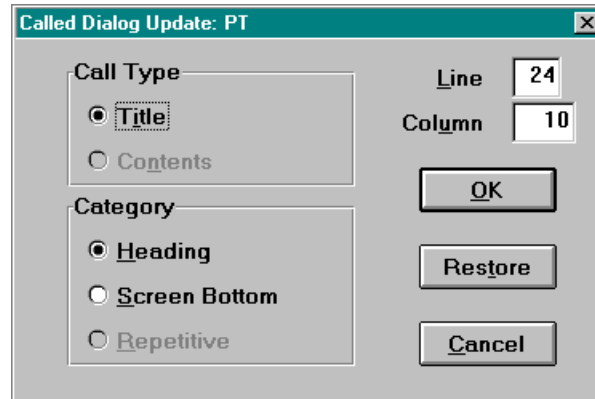 Called Dialog Update: PT
Call Type
Title
Contents
Category
Heading
Screen Bottom
Repetitive
Line 24
Column 10
OK
Restore
Cancel